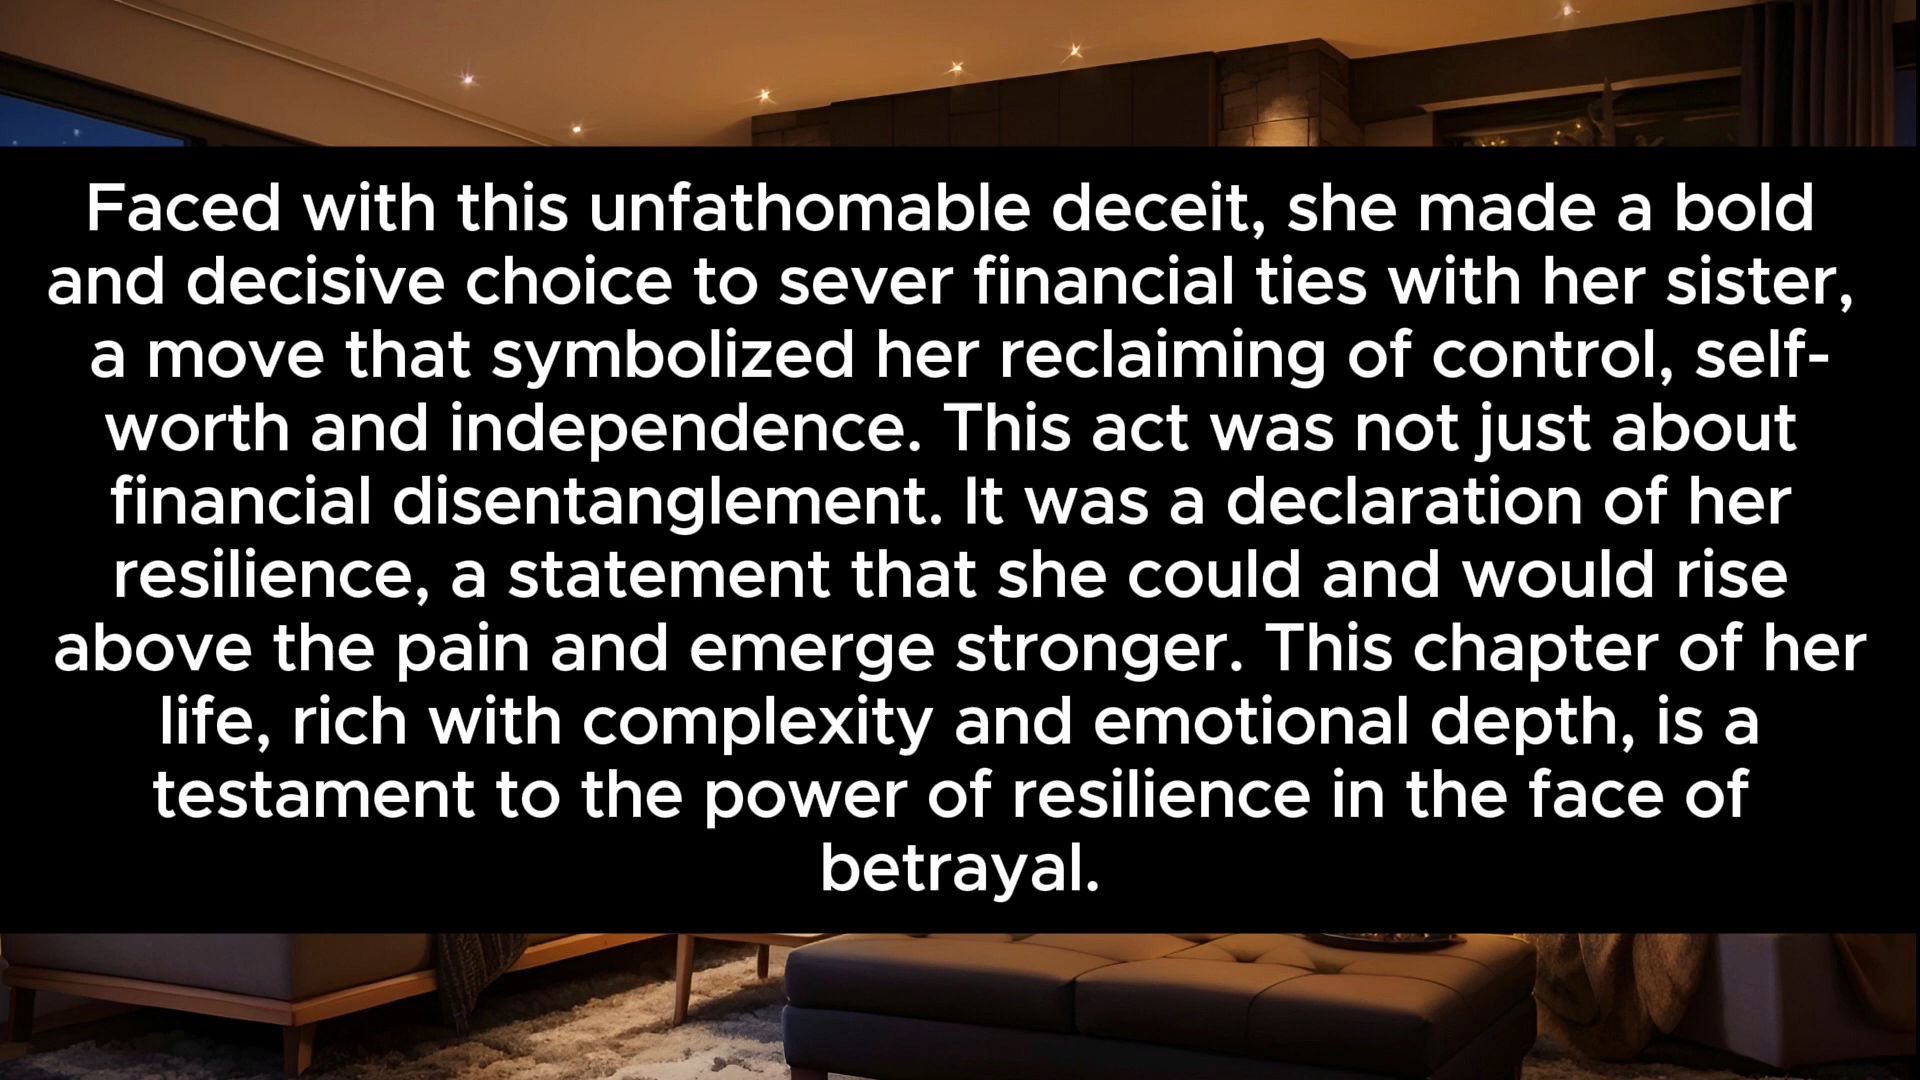 Faced with this unfathomable deceit, she made a bold
and decisive choice to sever financial ties with her sister,
a move that symbolized her reclaiming of control, self-
worth and independence. This act was not just about
financial disentanglement. It was a declaration of her
resilience, a statement that she could and would rise
above the pain and emerge stronger. This chapter of her
life, rich with complexity and emotional depth, is a
testament to the power of resilience in the face of
betrayal.